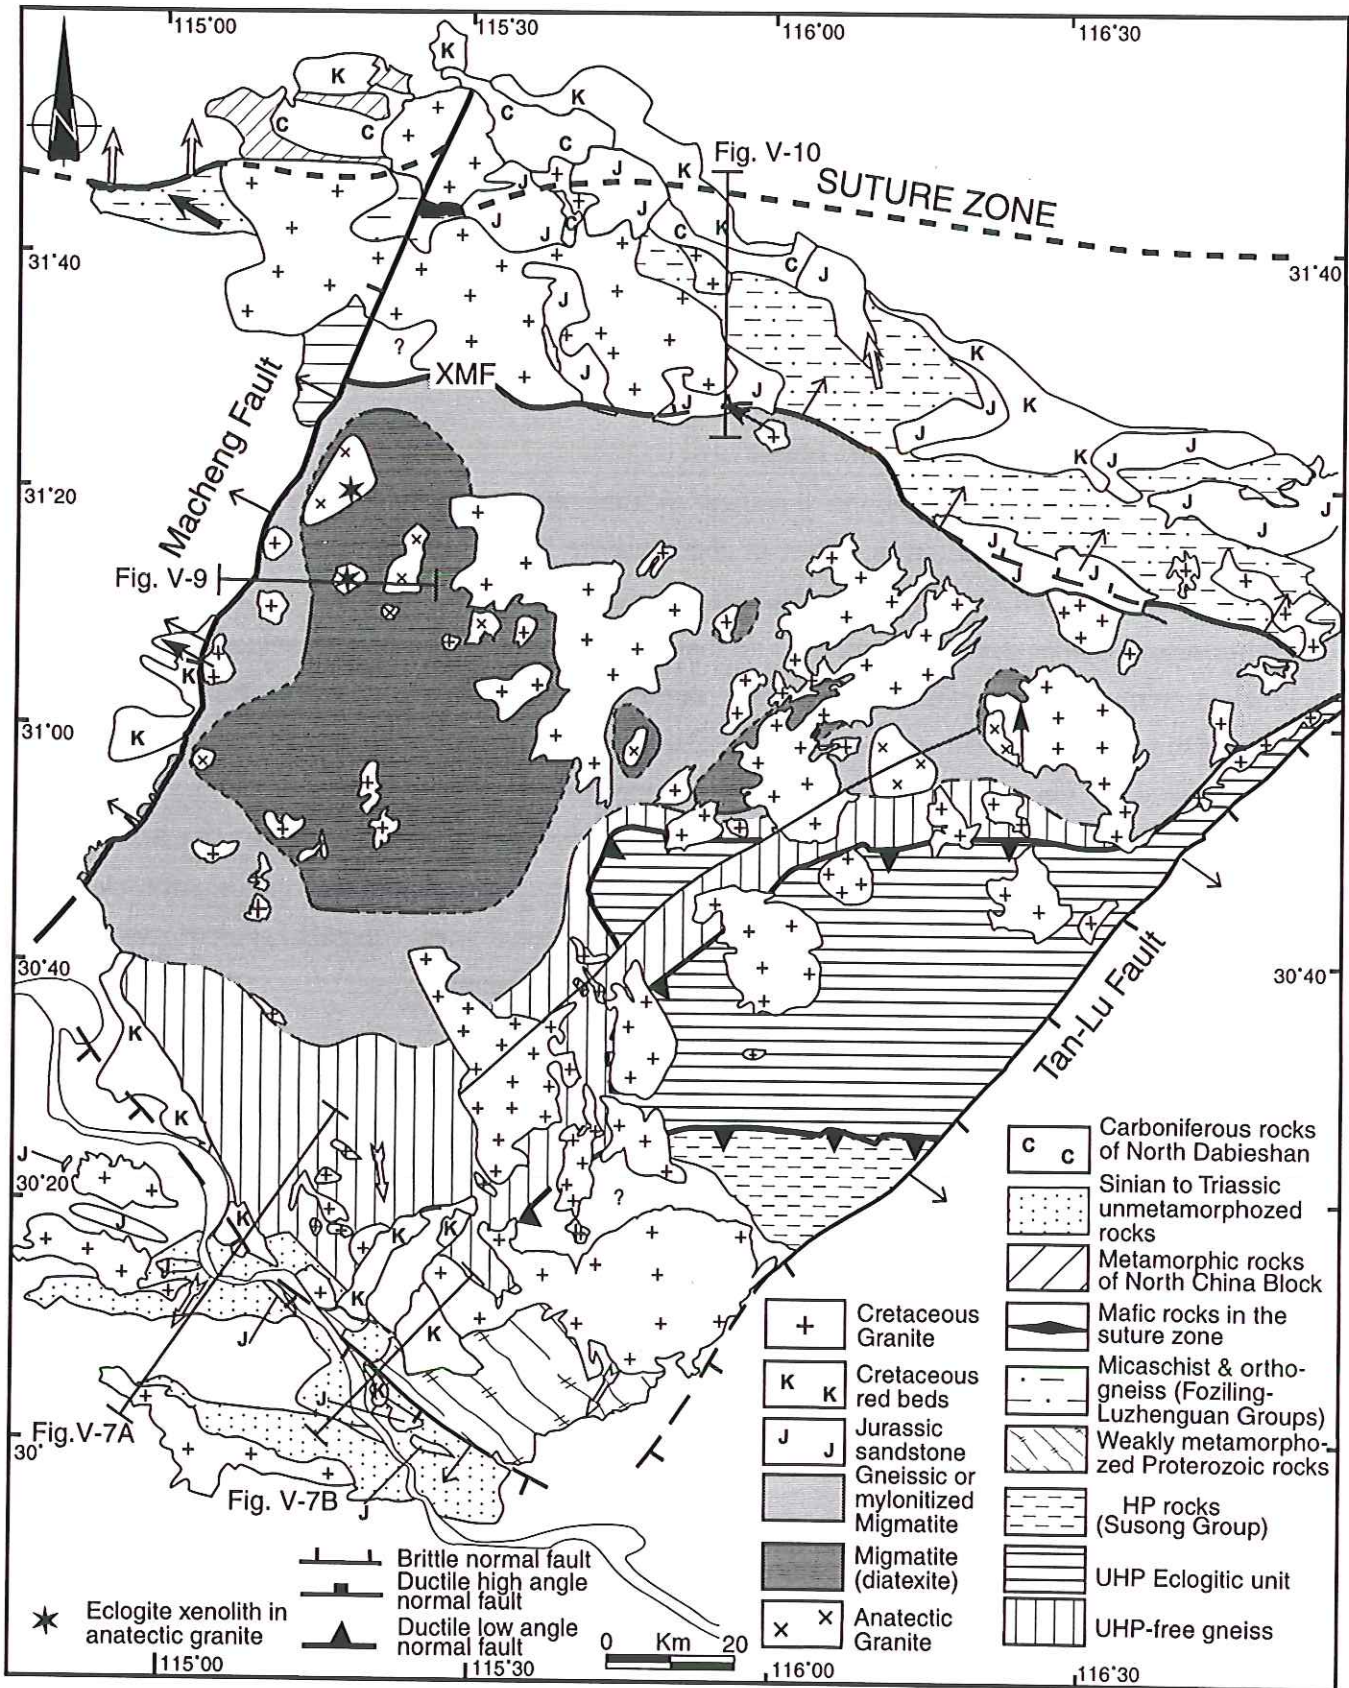 115°00
115°30
116°00
116°30
K
K
K
C
C
C
C
N
Fig. V-10
K
J
J
SUTURE ZONE
J
J
J
C
C
K
C
J
31°40
31°40
J
?
XMF
J
J
J
K
K
J
J
J
K
J
J
J
J
Macheng Fault
31°20
Fig. V-9
J
J
J
K
31°00
K
30°40
30°40
K
K
Tan-Lu Fault
J
30°20
J
K
K
K
?
J
K
K
J
K
J
Fig.V-7A
30°
Fig. V-7B
J
Carboniferous rocks
of North Dabieshan
C C
Sinian to Triassic
unmetamorphozed
rocks
Metamorphic rocks
of North China Block
Mafic rocks in the
suture zone
Micaschist & ortho-
gneiss (Foziling-
Luzhenguan Groups)
Weakly metamorpho-
zed Proterozoic rocks
HP rocks
(Susong Group)
UHP Eclogitic unit
UHP-free gneiss
Cretaceous
Granite
K K
Cretaceous
red beds
J J
Jurassic
sandstone
Gneissic or
mylonitized
Migmatite
Migmatite
(diatexite)
Anatectic
Granite
Brittle normal fault
Ductile high angle
normal fault
Ductile low angle
normal fault
Eclogite xenolith in
anatectic granite
0 Km 20
115°00
115°30
116°00
116°30